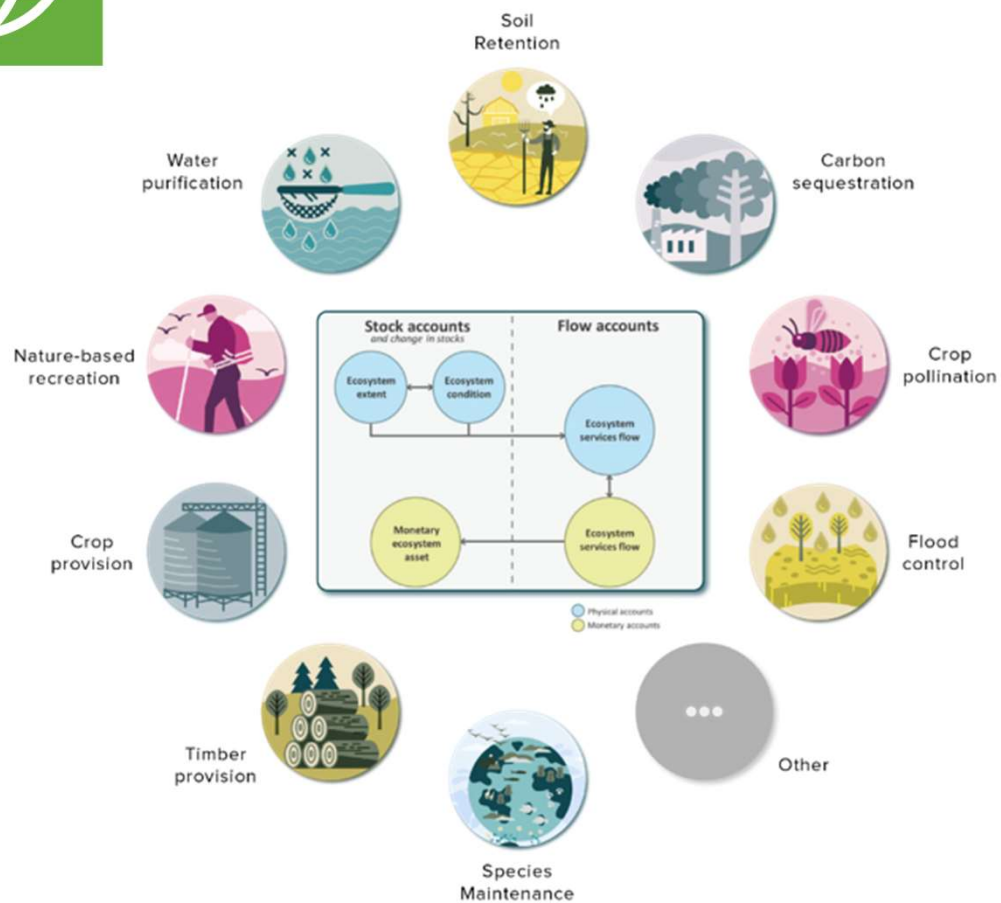 Soil
Retention
Water
purification
Carbon
sequestration
Nature-based
recreation
Crop
pollination
Stock accounts
and change in stocks
Flow accounts
Ecosystem
extent
Ecosystem
condition
Ecosystem
services flow
Monetary
ecosystem
asset
Ecosystem
services flow
Physical accounts
Monetary accounts
Crop
provision
Flood
control
Timber
provision
Other
Species
Maintenance